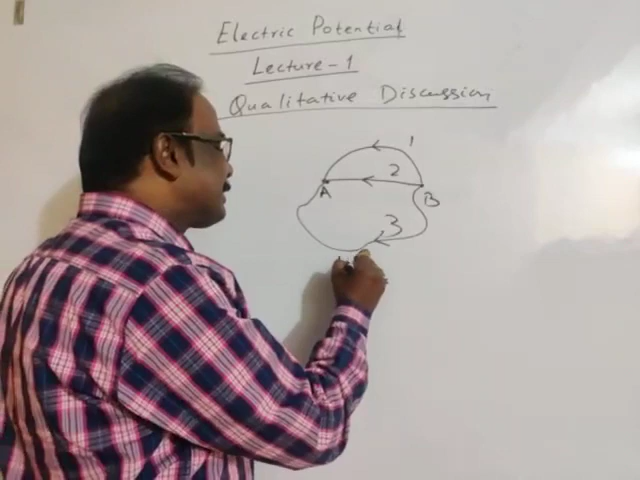 Electric Potential
Lecture - 1
Qualitative Discussion
1
2
A
B
3